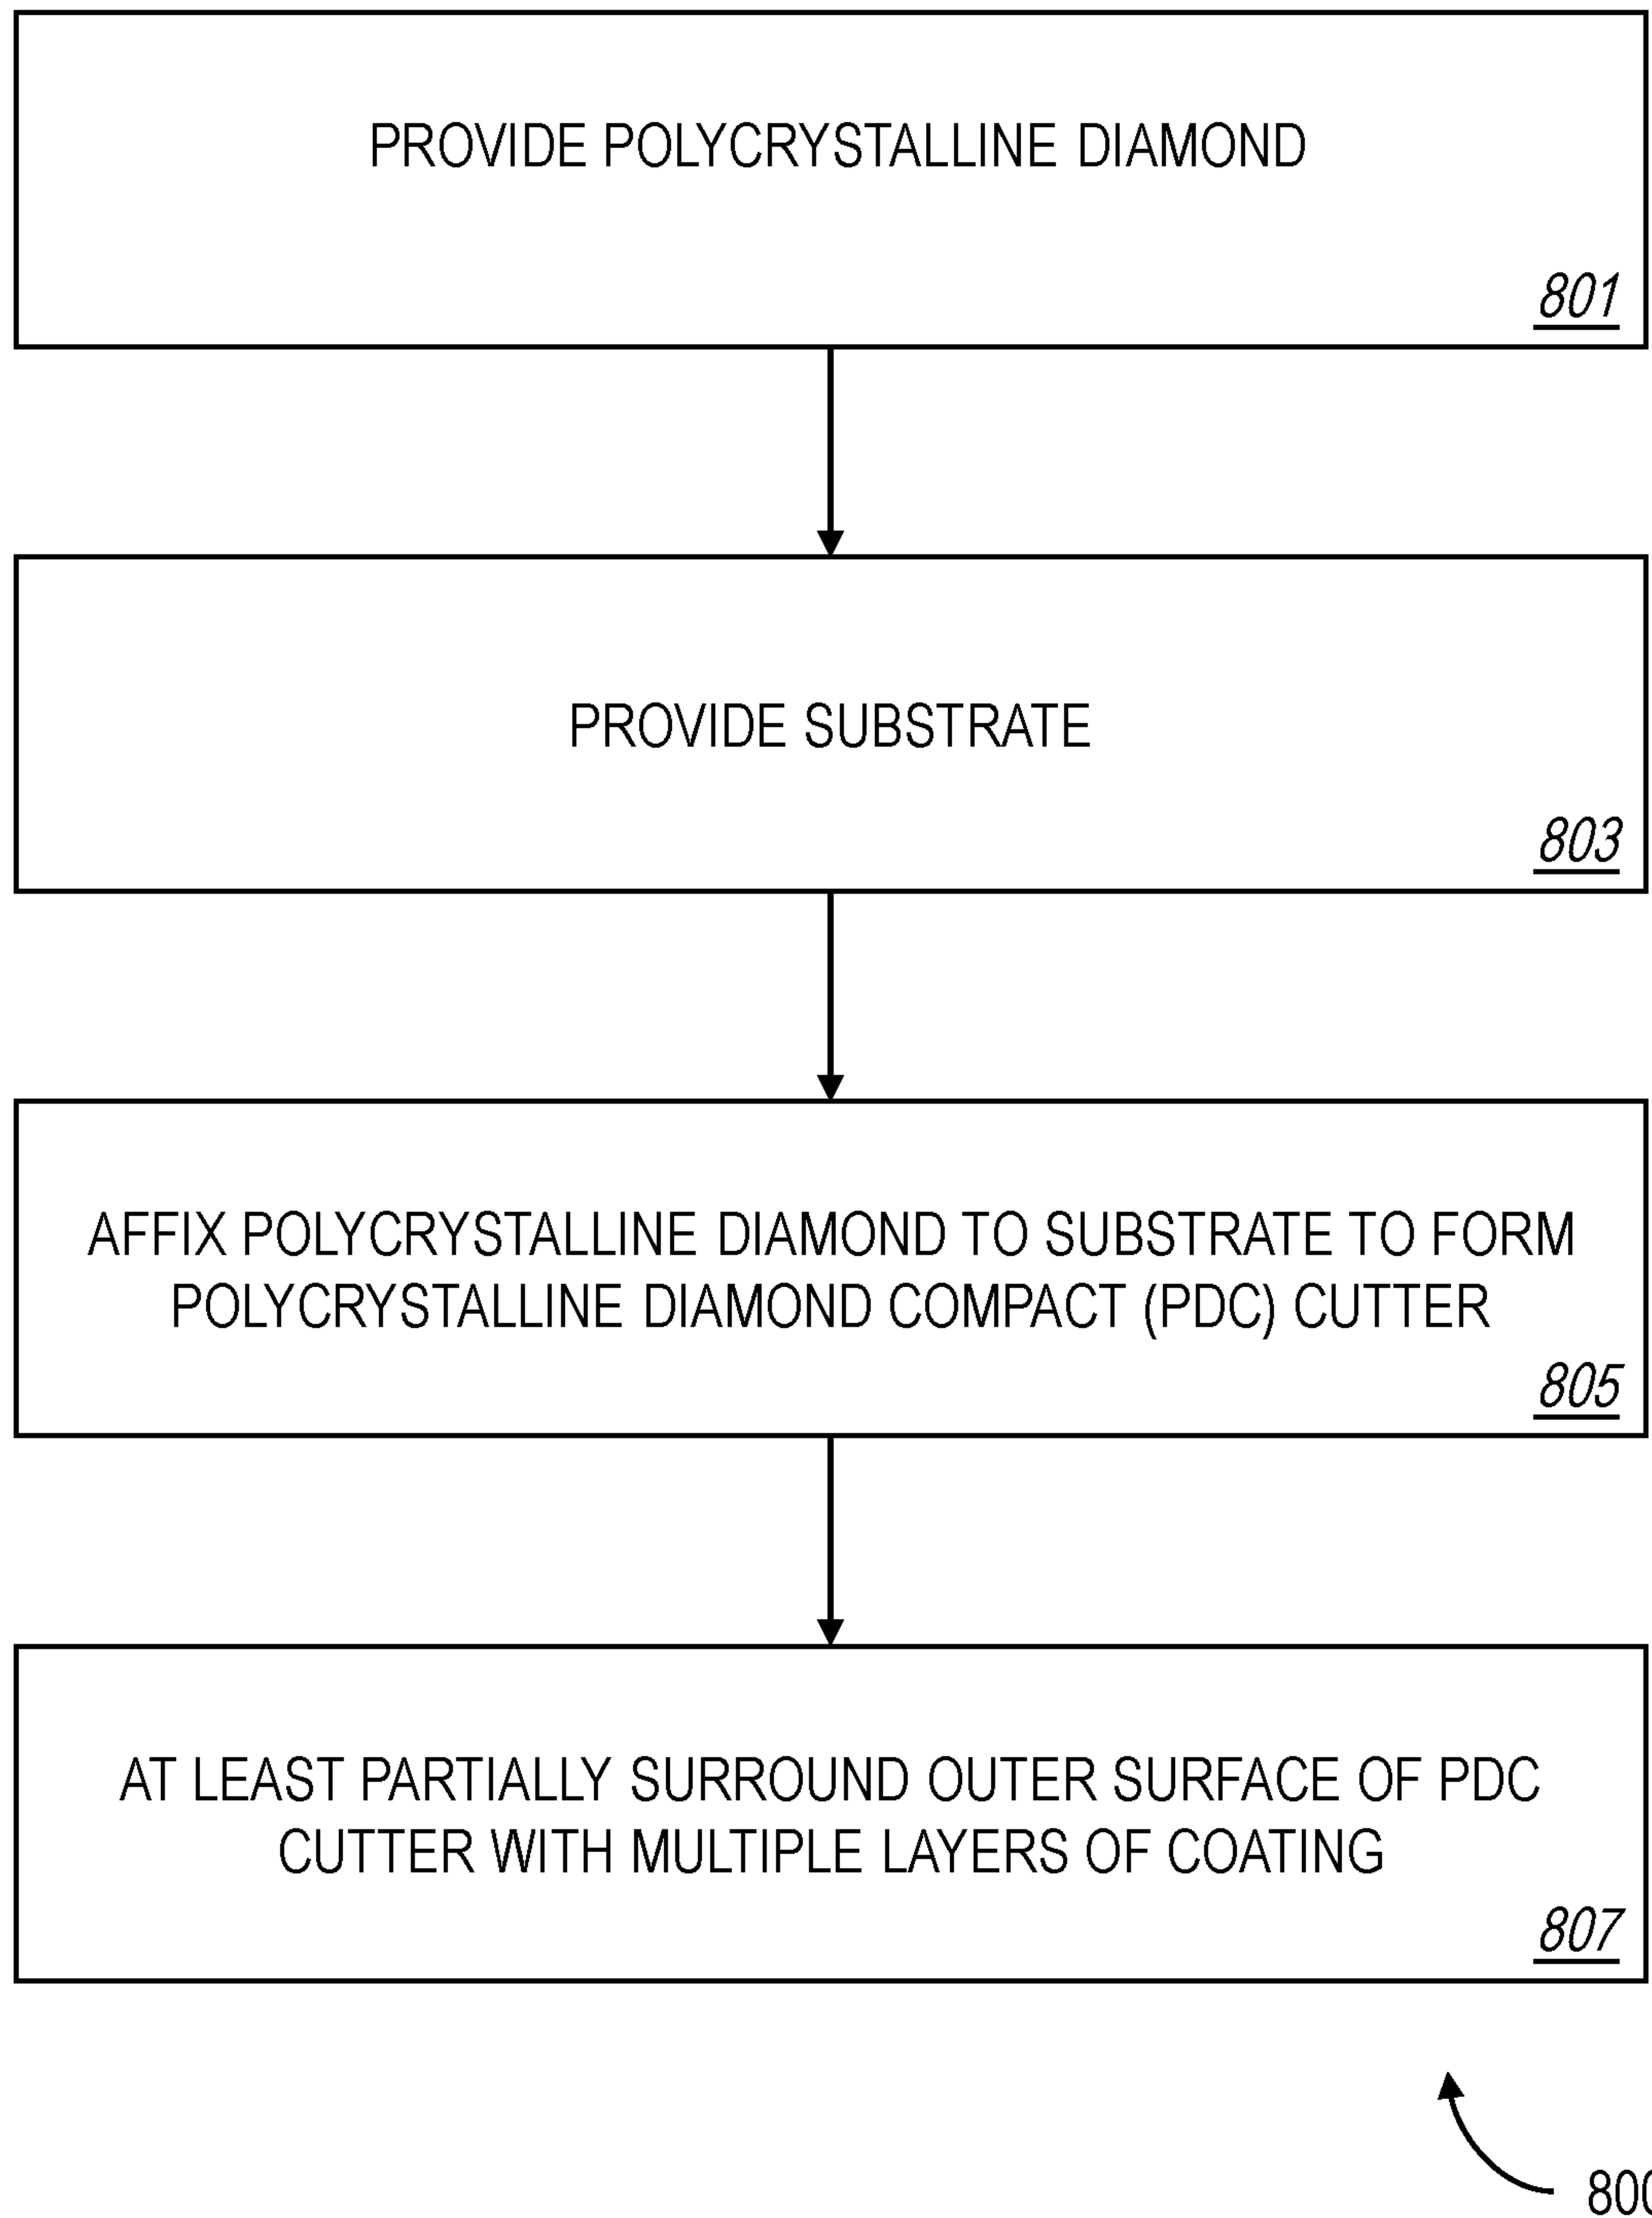 PROVIDE POLYCRYSTALLINE DIAMOND
801
PROVIDE SUBSTRATE
803
AFFIX POLYCRYSTALLINE DIAMOND TO SUBSTRATE TO FORM
POLYCRYSTALLINE DIAMOND COMPACT (PDC) CUTTER
805
AT LEAST PARTIALLY SURROUND OUTER SURFACE OF PDC
CUTTER WITH MULTIPLE LAYERS OF COATING
807
800